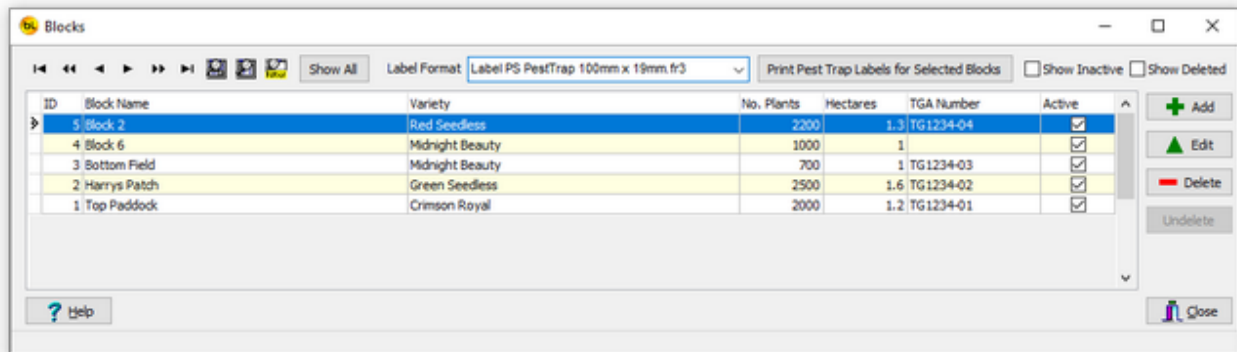 Blocks
Show All Label Format Label PS PestTrap 100mm x 19mm.fr3 Print Pest Trap Labels for Selected Blocks Show Inactive Show Deleted
ID Block Name Variety No. Plants Hectares TGA Number Active
5 Block 2 Red Seedless 2200 1.3 TG1234-04
4 Block 6 Midnight Beauty 1000 1
3 Bottom Field Midnight Beauty 700 1 TG1234-03
2 Harrys Patch Green Seedless 2500 1.6 TG1234-02
1 Top Paddock Crimson Royal 2000 1.2 TG1234-01
Add
Edit
Delete
Undelete
Help Close